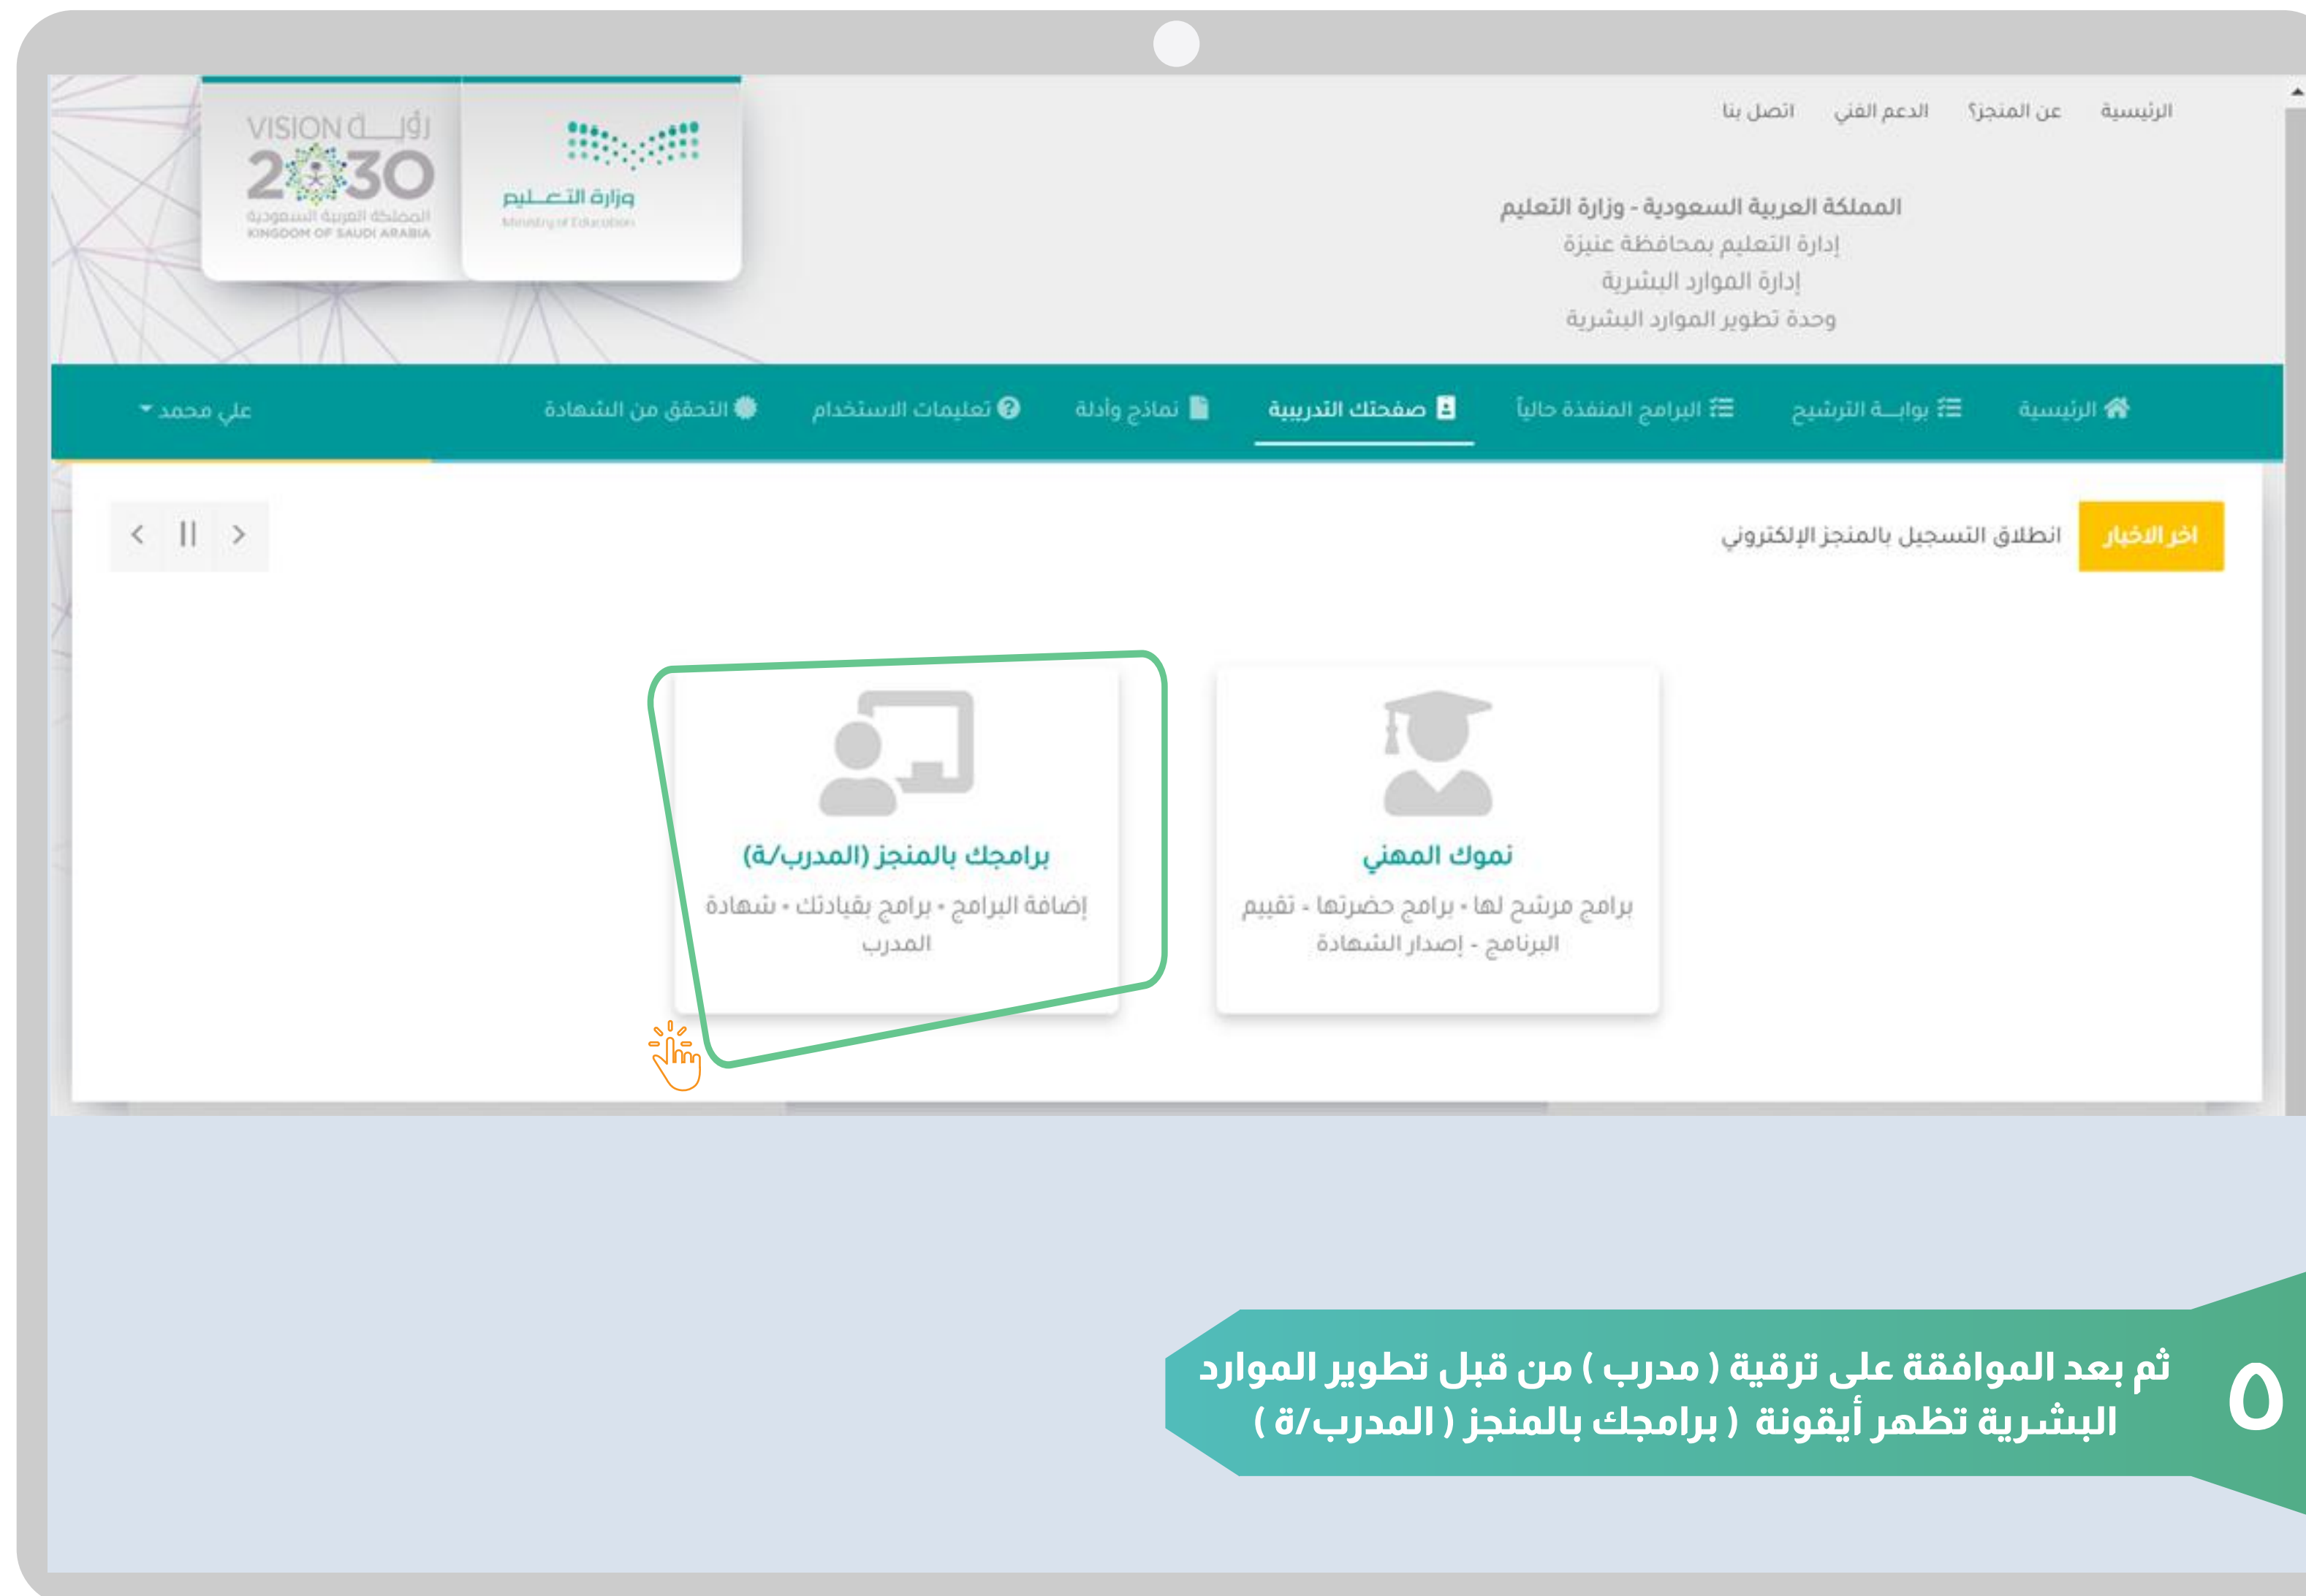 الرئيسية عن المنجز؟ الدعم الفني اتصل بنا
VISION رؤيــــة
2030
المملكة العربية السعودية
KINGDOM OF SAUDI ARABIA
وزارة التـــعـــليم
Ministry of Education
المملكة العربية السعودية - وزارة التعليم
إدارة التعليم بمحافظة عنيزة
إدارة الموارد البشرية
وحدة تطوير الموارد البشرية
الرئيسية بوابـــة الترشيح البرامج المنفذة حالياً صفحتك التدريبية نماذج وأدلة تعليمات الاستخدام التحقق من الشهادة علي محمد
اخر الاخبار انطلاق التسجيل بالمنجز الإلكتروني
نموك المهني
برامج مرشح لها - برامج حضرتها - تقييم
البرنامج - إصدار الشهادة
برامجك بالمنجز (المدرب/ـة)
إضافة البرامج - برامج بقيادتك - شهادة
المدرب
٥
ثم بعد الموافقة على ترقية ( مدرب ) من قبل تطوير الموارد
البشرية تظهر أيقونة ( برامجك بالمنجز ( المدرب/ة )